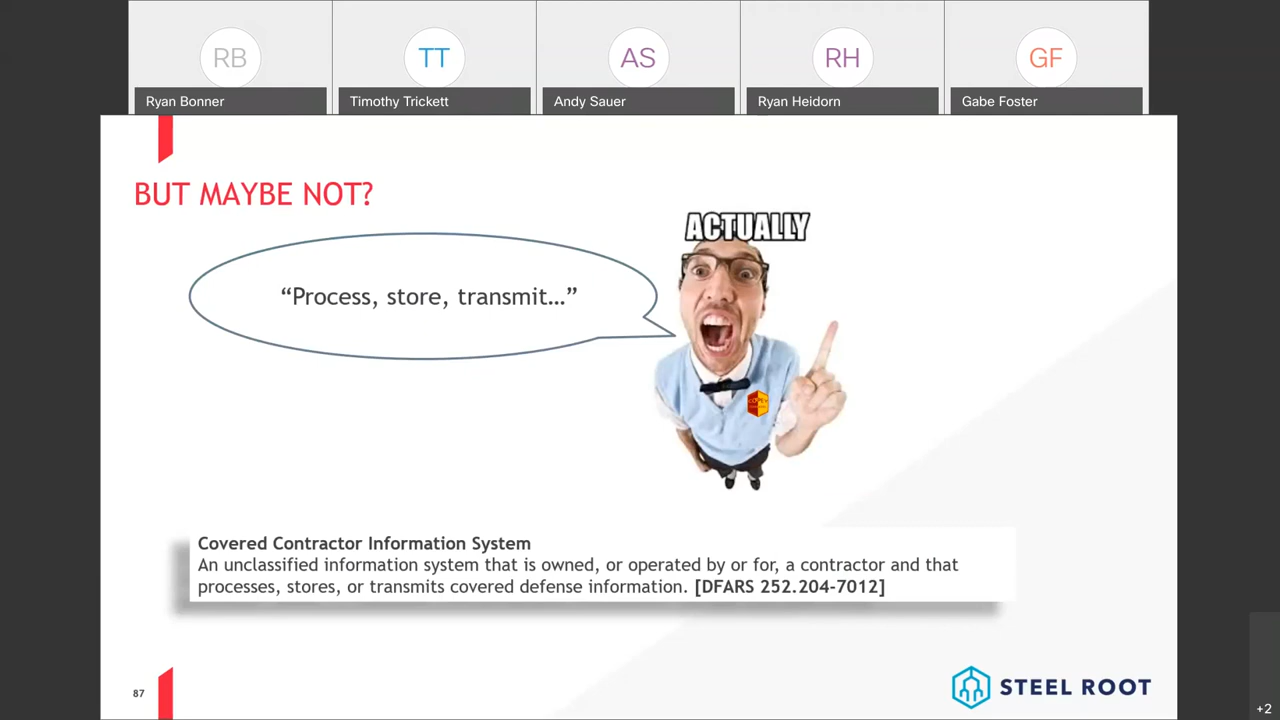 RB
TT
AS
RH
GF
Ryan Bonner
Timothy Trickett
Andy Sauer
Ryan Heidorn
Gabe Foster
BUT MAYBE NOT?
ACTUALLY
“Process, store, transmit…”
Covered Contractor Information System
An unclassified information system that is owned, or operated by or for, a contractor and that
processes, stores, or transmits covered defense information. [DFARS 252.204-7012]
87
STEEL ROOT
+2